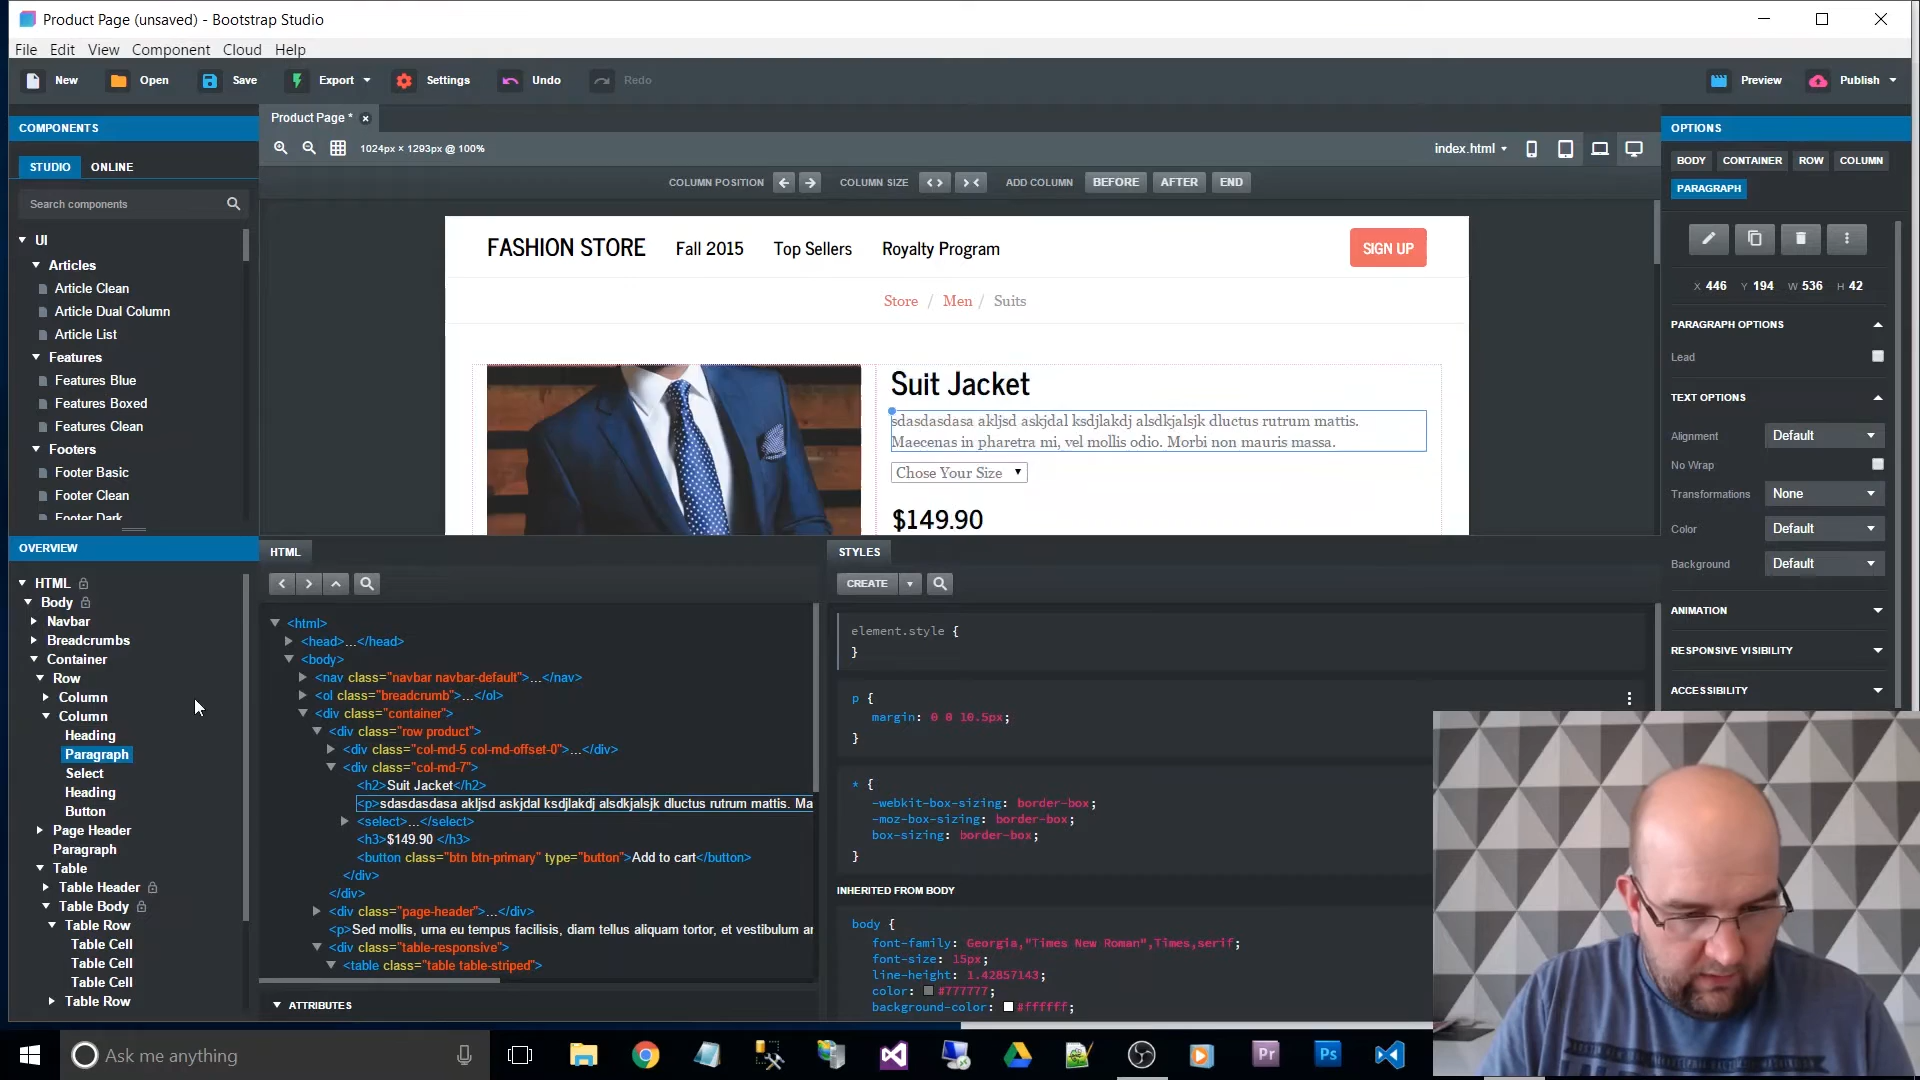 Product Page (unsaved) - Bootstrap Studio
File Edit View Component Cloud Help
New Open Save Export Settings Undo Redo Preview Publish
COMPONENTS
STUDIO ONLINE
Search components
UI
Articles
Article Clean
Article Dual Column
Article List
Features
Features Blue
Features Boxed
Features Clean
Footers
Footer Basic
Footer Clean
Footer Dark
OVERVIEW
HTML
Body
Navbar
Breadcrumbs
Container
Row
Column
Column
Heading
Paragraph
Select
Heading
Button
Page Header
Paragraph
Table
Table Header
Table Body
Table Row
Table Cell
Table Cell
Table Cell
Table Row
Product Page *
1024px × 1293px @ 100%
index.html
COLUMN POSITION COLUMN SIZE ADD COLUMN BEFORE AFTER END
FASHION STORE Fall 2015 Top Sellers Royalty Program SIGN UP
Store / Men / Suits
Suit Jacket
sdasdasdasa akljsd askjdal ksdjlakdj alsdkjalsjk dluctus rutrum mattis.
Maecenas in pharetra mi, vel mollis odio. Morbi non mauris massa.
Chose Your Size
$149.90
HTML
<html>
<head>...</head>
<body>
<nav class="navbar navbar-default">...</nav>
<ol class="breadcrumb">...</ol>
<div class="container">
<div class="row product">
<div class="col-md-5 col-md-offset-0">...</div>
<div class="col-md-7">
<h2>Suit Jacket</h2>
<p>sdasdasdasa akljsd askjdal ksdjlakdj alsdkjalsjk dluctus rutrum mattis. Ma
<select>...</select>
<h3>$149.90 </h3>
<button class="btn btn-primary" type="button">Add to cart</button>
</div>
</div>
<div class="page-header">...</div>
<p>Sed mollis, urna eu tempus facilisis, diam tellus aliquam tortor, et vestibulum ar
<div class="table-responsive">
<table class="table table-striped">
ATTRIBUTES
STYLES
CREATE
element.style {
}
p {
margin: 0 0 10.5px;
}
* {
-webkit-box-sizing: border-box;
-moz-box-sizing: border-box;
box-sizing: border-box;
}
INHERITED FROM BODY
body {
font-family: Georgia,"Times New Roman",Times,serif;
font-size: 15px;
line-height: 1.42857143;
color: #777777;
background-color: #ffffff;
OPTIONS
BODY CONTAINER ROW COLUMN
PARAGRAPH
X 446 Y 194 W 536 H 42
PARAGRAPH OPTIONS
Lead
TEXT OPTIONS
Alignment Default
No Wrap
Transformations None
Color Default
Background Default
ANIMATION
RESPONSIVE VISIBILITY
ACCESSIBILITY
Ask me anything
Pr
Ps